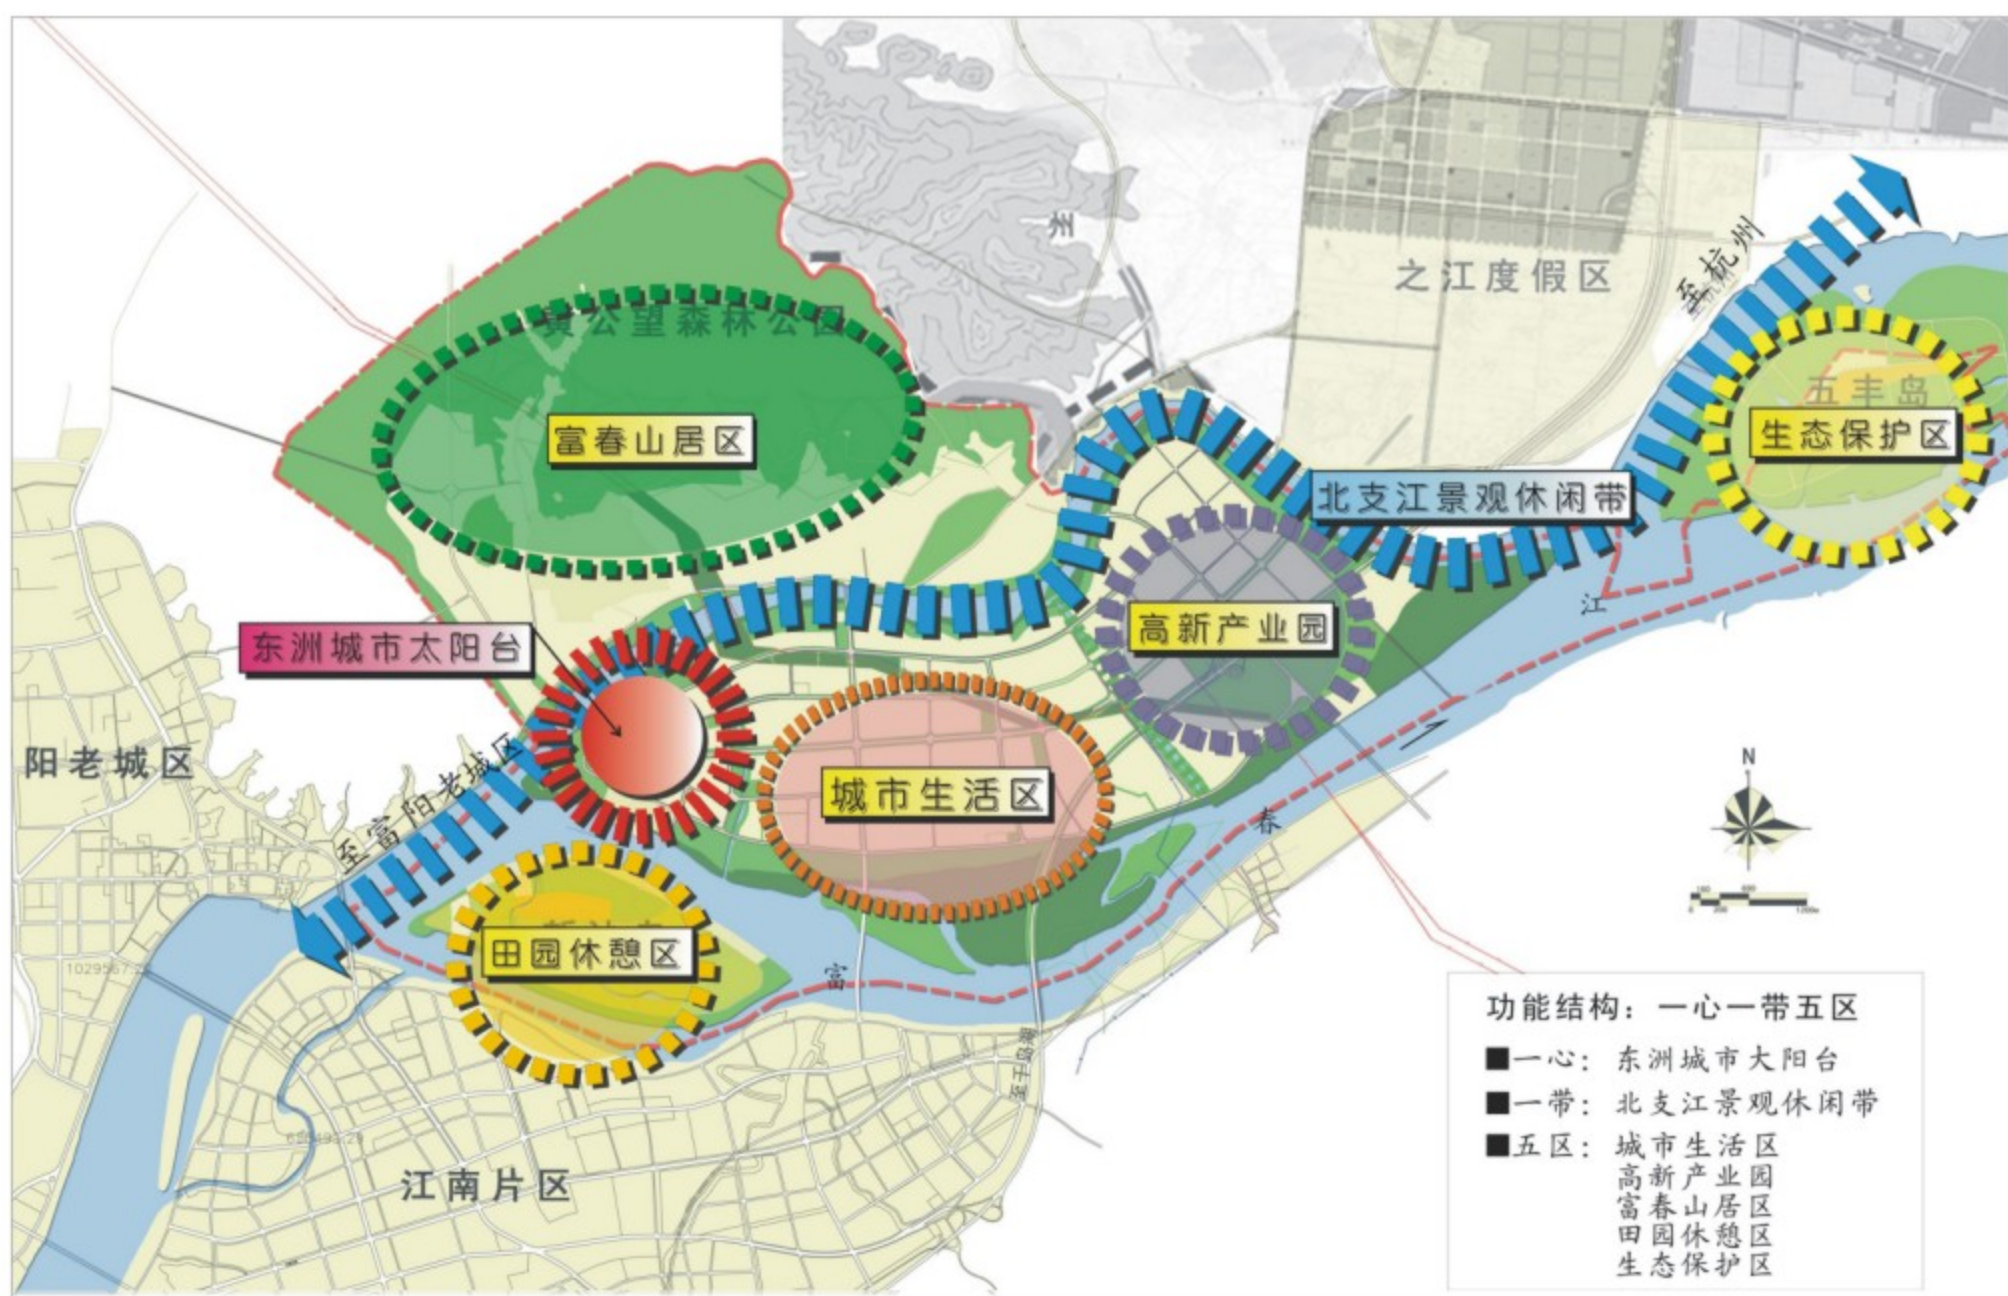 州
之江度假区
至杭州
黄公望森林公园
五丰岛
富春山居区
生态保护区
北支江景观休闲带
江
高新产业园
东洲城市太阳台
阳老城区
至富阳老城区
城市生活区
春
N
田园休憩区
富
至千岛湖
江南片区
功能结构：一心一带五区
■一心：东洲城市大阳台
■一带：北支江景观休闲带
■五区：城市生活区
高新产业园
富春山居区
田园休憩区
生态保护区